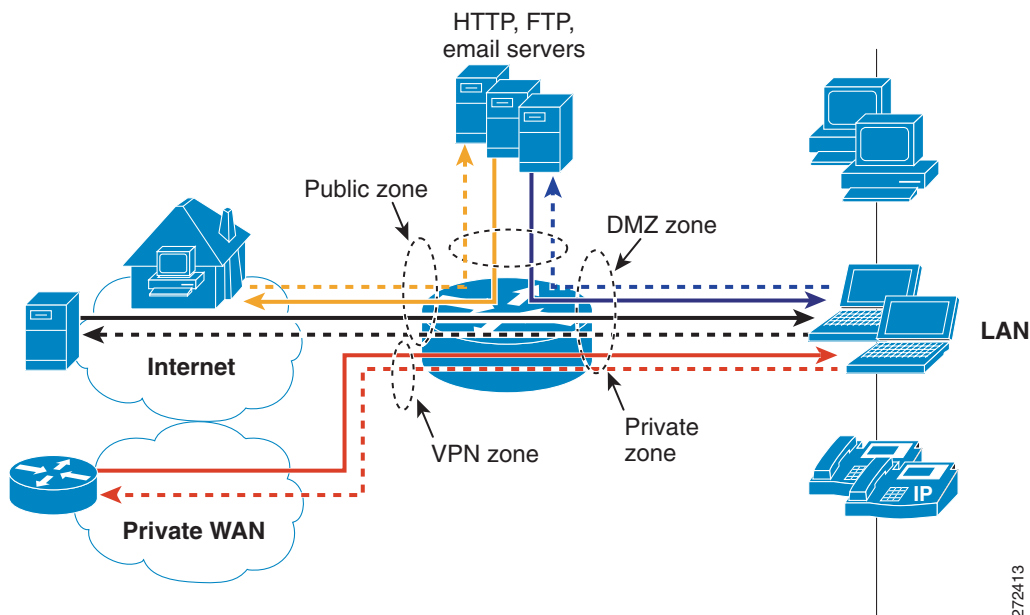 HTTP, FTP,
email servers
Public zone
DMZ zone
Internet
LAN
VPN zone
Private
zone
Private WAN
IP
272413